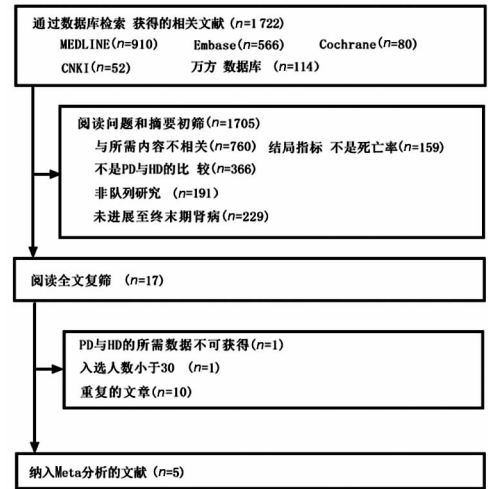 通过数据库检索 获得的相关文献(n=1722)
MEDLINE(n=910) Embase(n=566) Cochrane(n=80)
CNKI(n=52) 万方 数据库 (n=114)
阅读问题和摘要初筛(n=1705)
与所需内容不相关(n=760) 结局指标 不是死亡率(n=159)
不是PD与HD的比 较(n=366)
非队列研究 (n=191)
未进展至终末期肾病(n=229)
阅读全文复筛 (n=17)
PD与HD的所需数据不可获得(n=1)
入选人数小于30 (n=1)
重复的文章(n=10)
纳入Meta分析的文献(n=5)